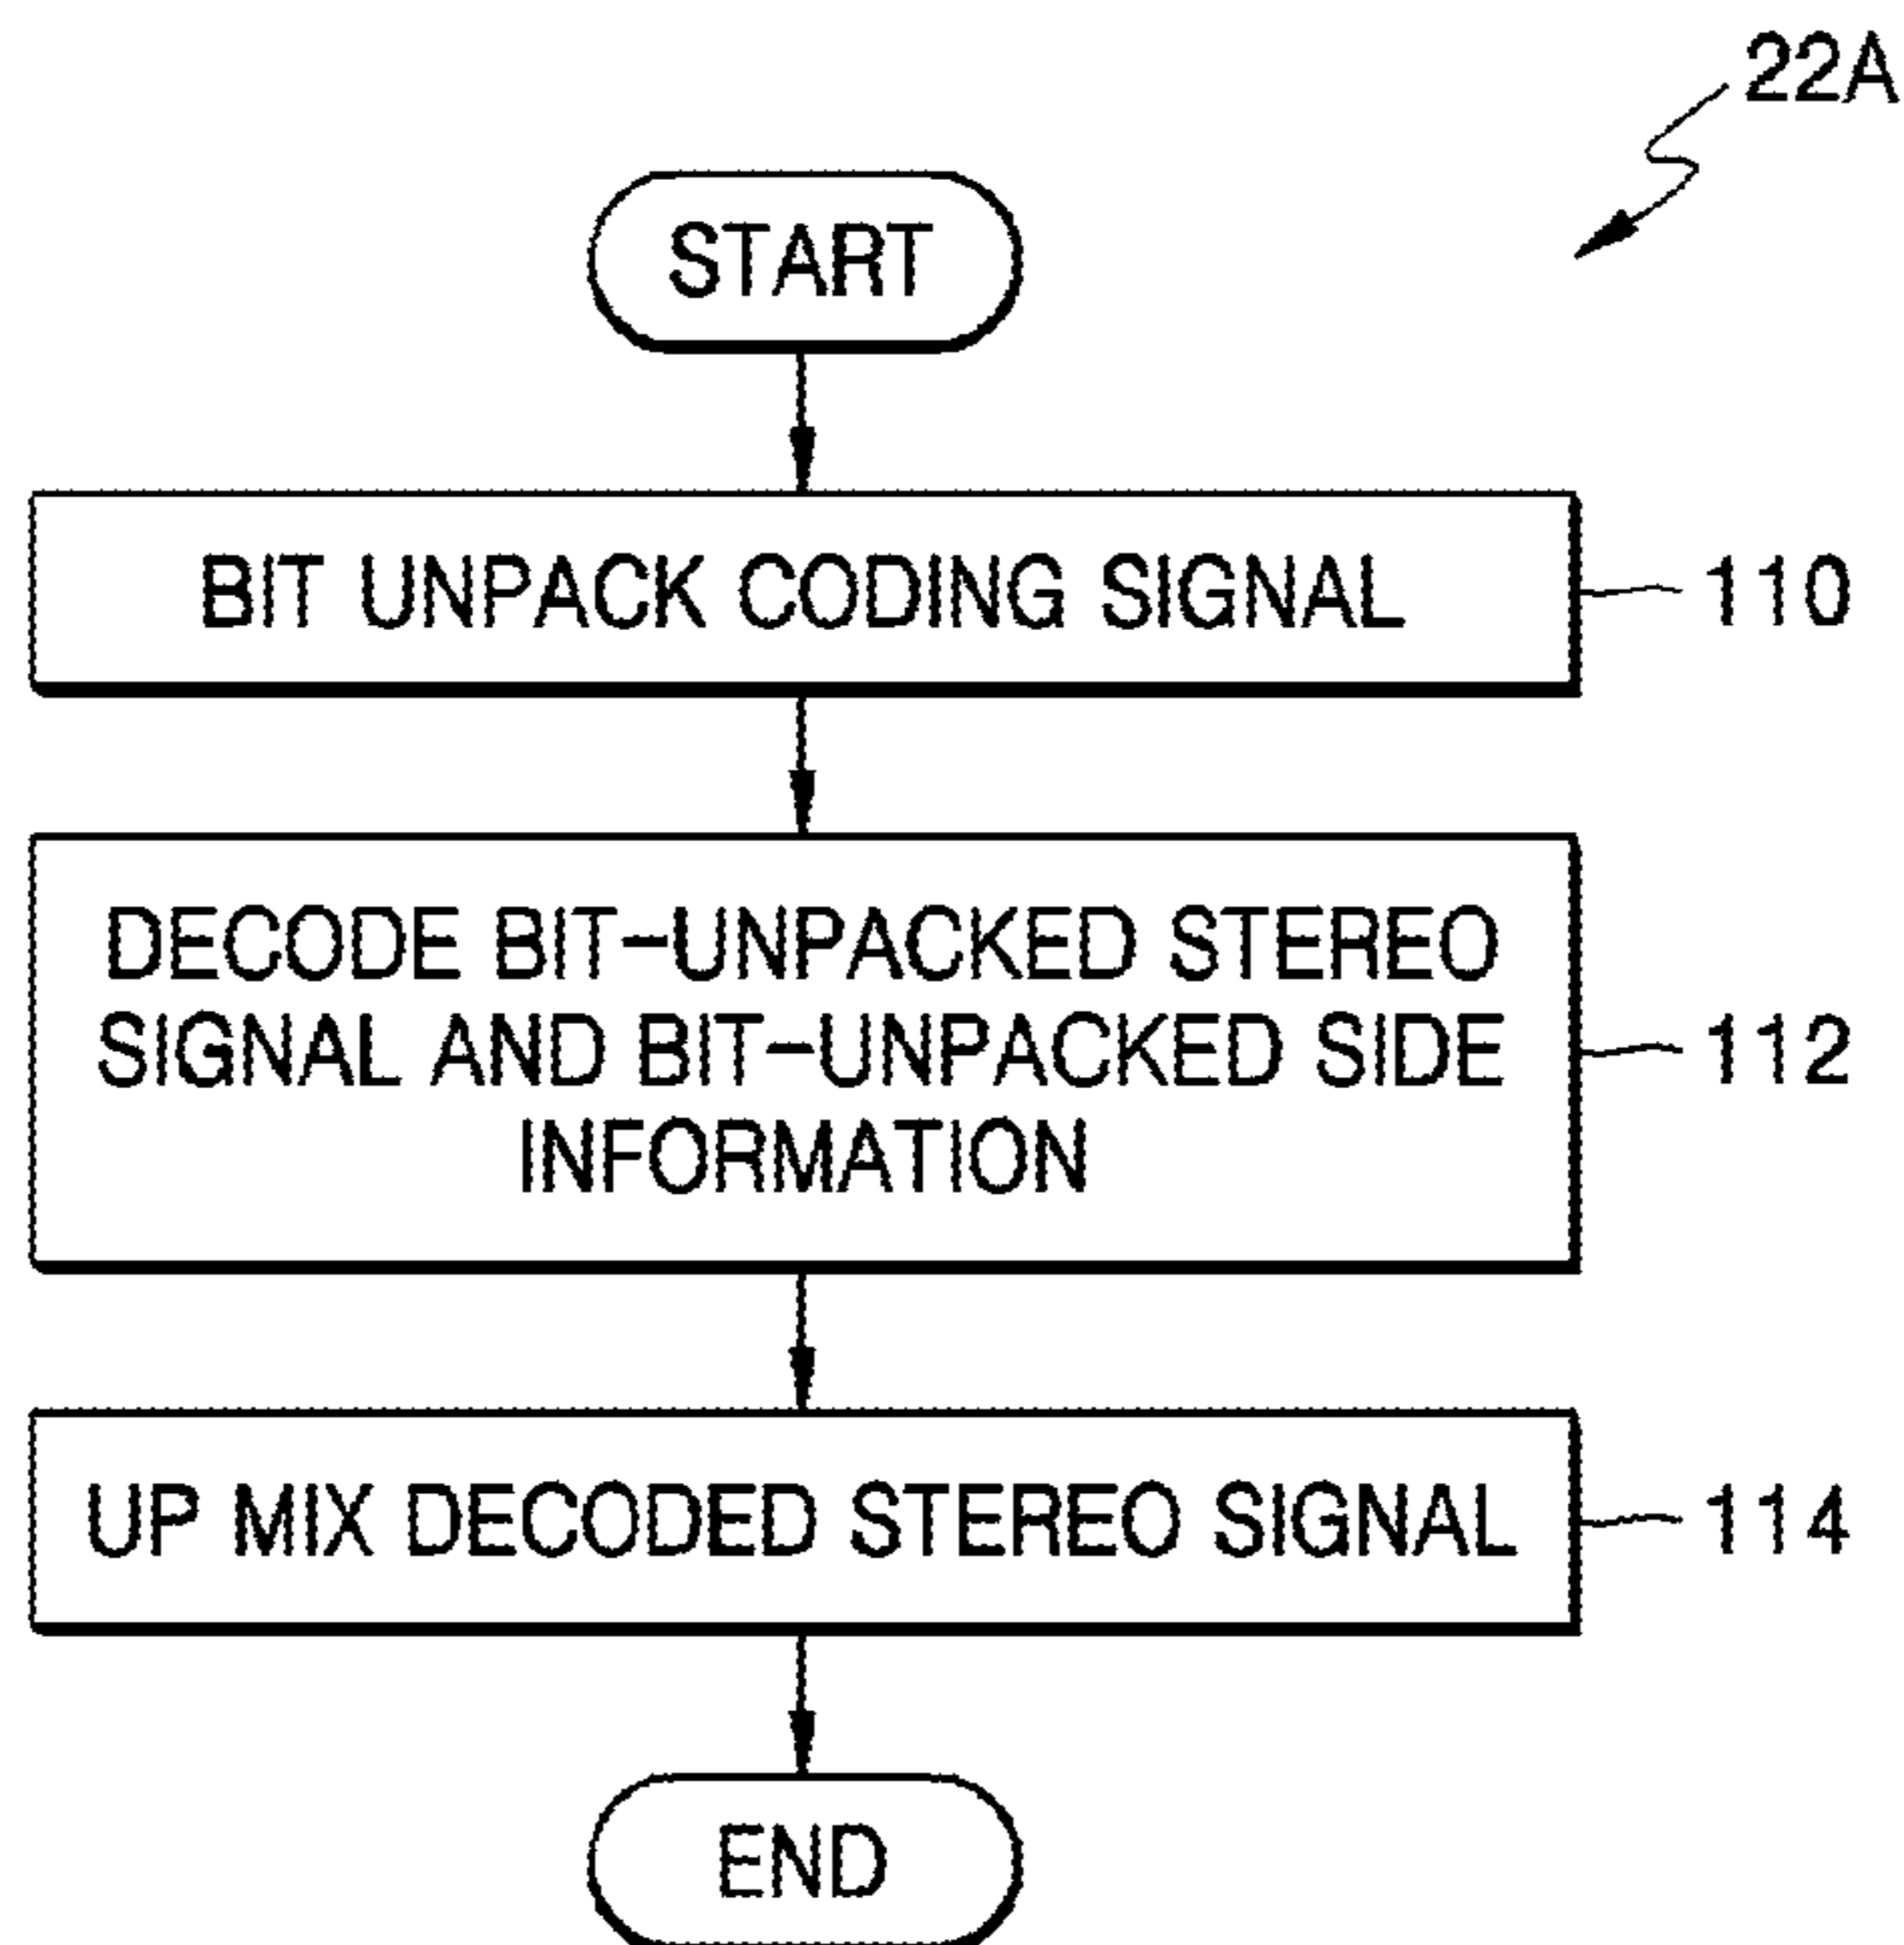 22A
START
BIT UNPACK CODING SIGNAL
110
DECODE BIT-UNPACKED STEREO
SIGNAL AND BIT-UNPACKED SIDE
INFORMATION
112
UP MIX DECODED STEREO SIGNAL
114
END